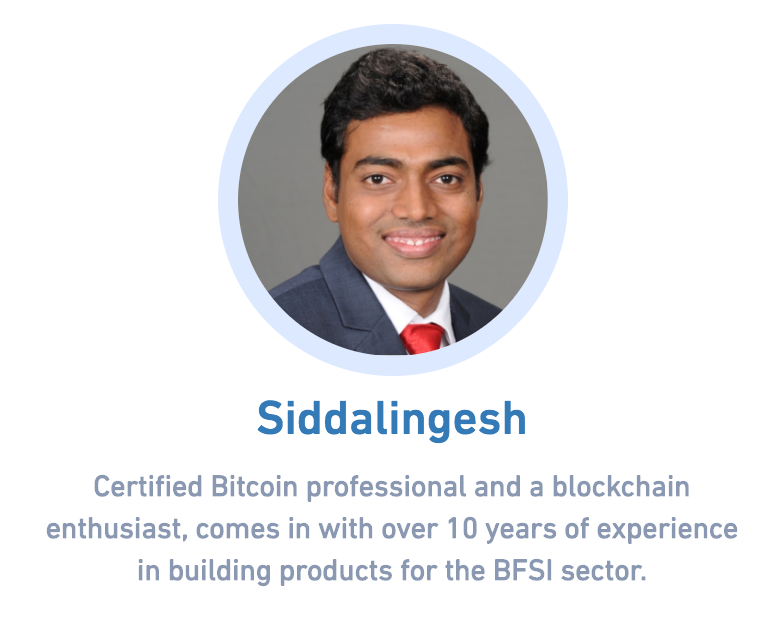 Siddalingesh
Certified Bitcoin professional and a blockchain
enthusiast, comes in with over 10 years of experience
in building products for the BFSI sector.